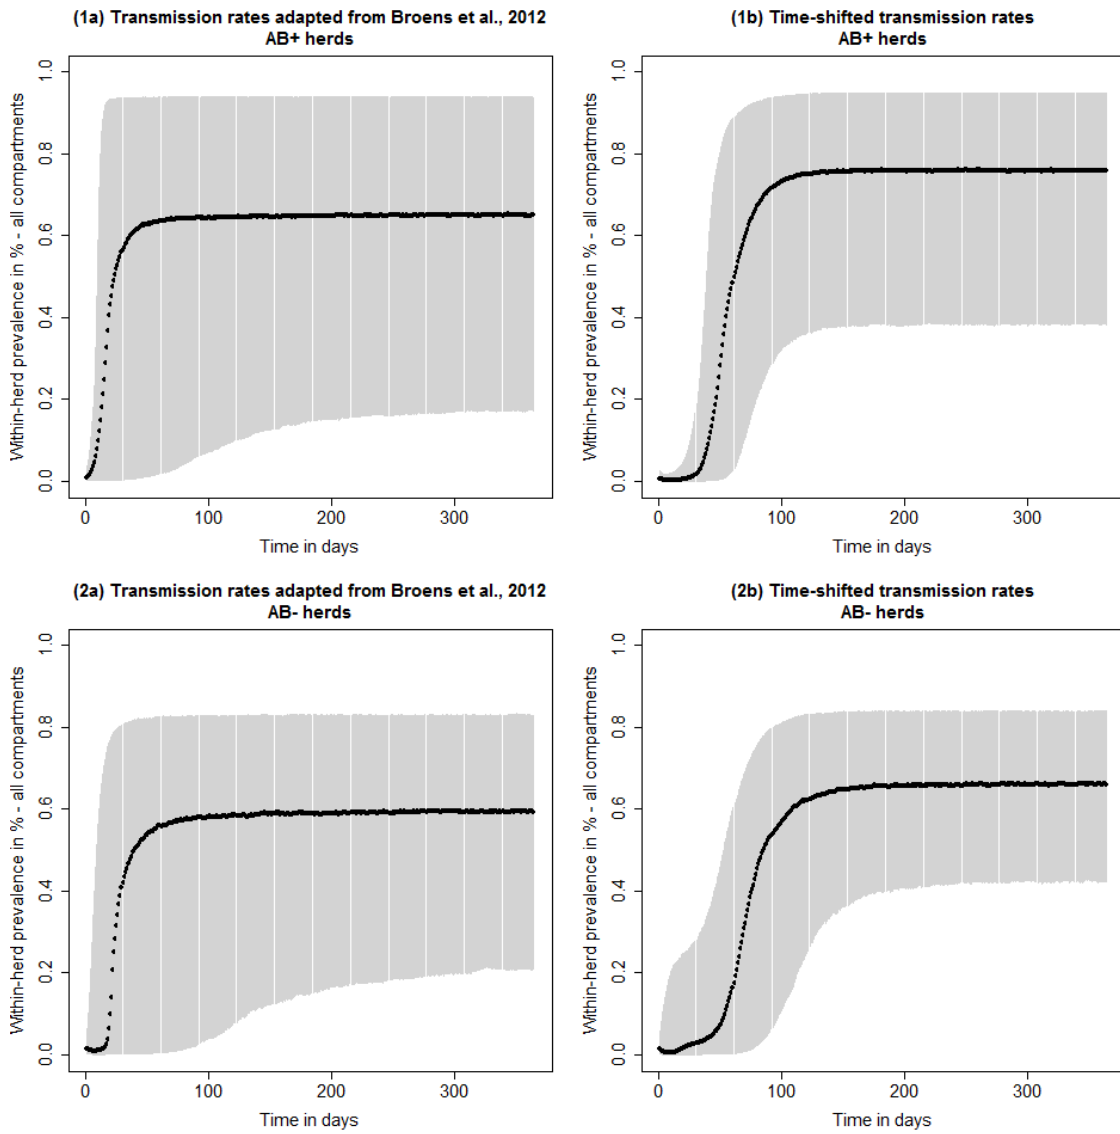 (1a) Transmission rates adapted from Broens et al., 2012
AB+ herds
Within-herd prevalence in % - all compartments
1.0
0.8
0.6
0.4
0.2
0.0
0
100
200
300
Time in days
(1b) Time-shifted transmission rates
AB+ herds
Within-herd prevalence in % - all compartments
1.0
0.8
0.6
0.4
0.2
0.0
0
100
200
300
Time in days
(2a) Transmission rates adapted from Broens et al., 2012
AB- herds
Within-herd prevalence in % - all compartments
1.0
0.8
0.6
0.4
0.2
0.0
0
100
200
300
Time in days
(2b) Time-shifted transmission rates
AB- herds
Within-herd prevalence in % - all compartments
1.0
0.8
0.6
0.4
0.2
0.0
0
100
200
300
Time in days